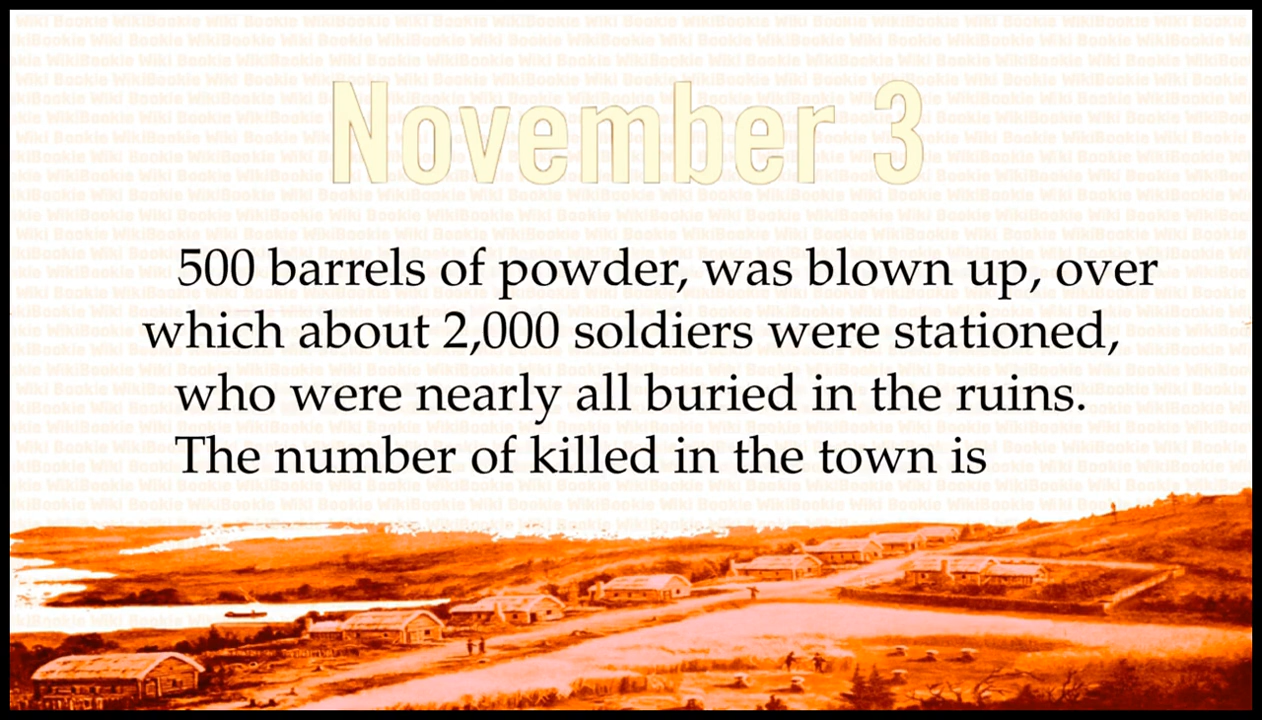 November 3
500 barrels of powder, was blown up, over
which about 2,000 soldiers were stationed,
who were nearly all buried in the ruins.
The number of killed in the town is